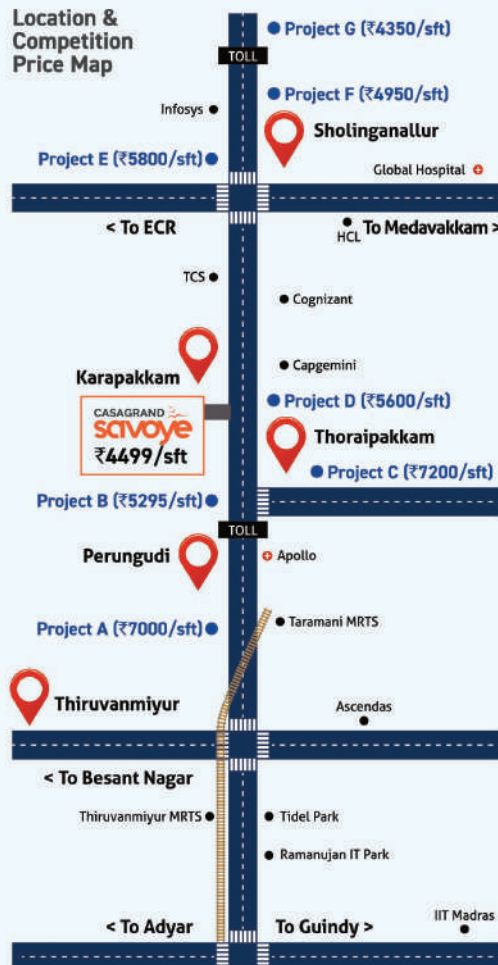 Location &
Competition
Price Map
Project G (₹4350/sft)
TOLL
Project F (₹4950/sft)
Infosys
Sholinganallur
Project E (₹5800/sft)
Global Hospital
< To ECR
HCL
To Medavakkam >
TCS
Cognizant
Karapakkam
Capgemini
CASAGRAND
savoye
₹4499/sft
Project D (₹5600/sft)
Thoraipakkam
Project C (₹7200/sft)
Project B (₹5295/sft)
TOLL
Perungudi
Apollo
Project A (₹7000/sft)
Taramani MRTS
Thiruvanmiyur
Ascendas
< To Besant Nagar
Thiruvanmiyur MRTS
Tidel Park
Ramanujan IT Park
< To Adyar
To Guindy >
IIT Madras